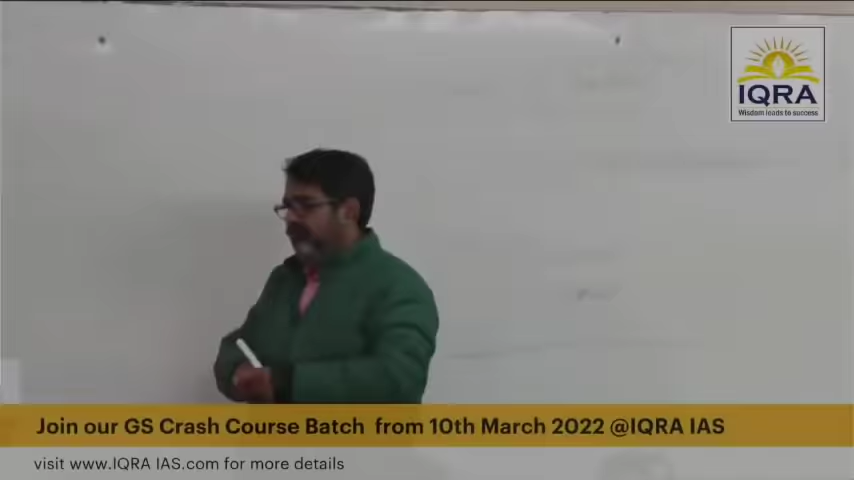 IQRA
Wisdom leads to success
Join our GS Crash Course Batch from 10th March 2022 @IQRA IAS
visit www.IQRA IAS.com for more details